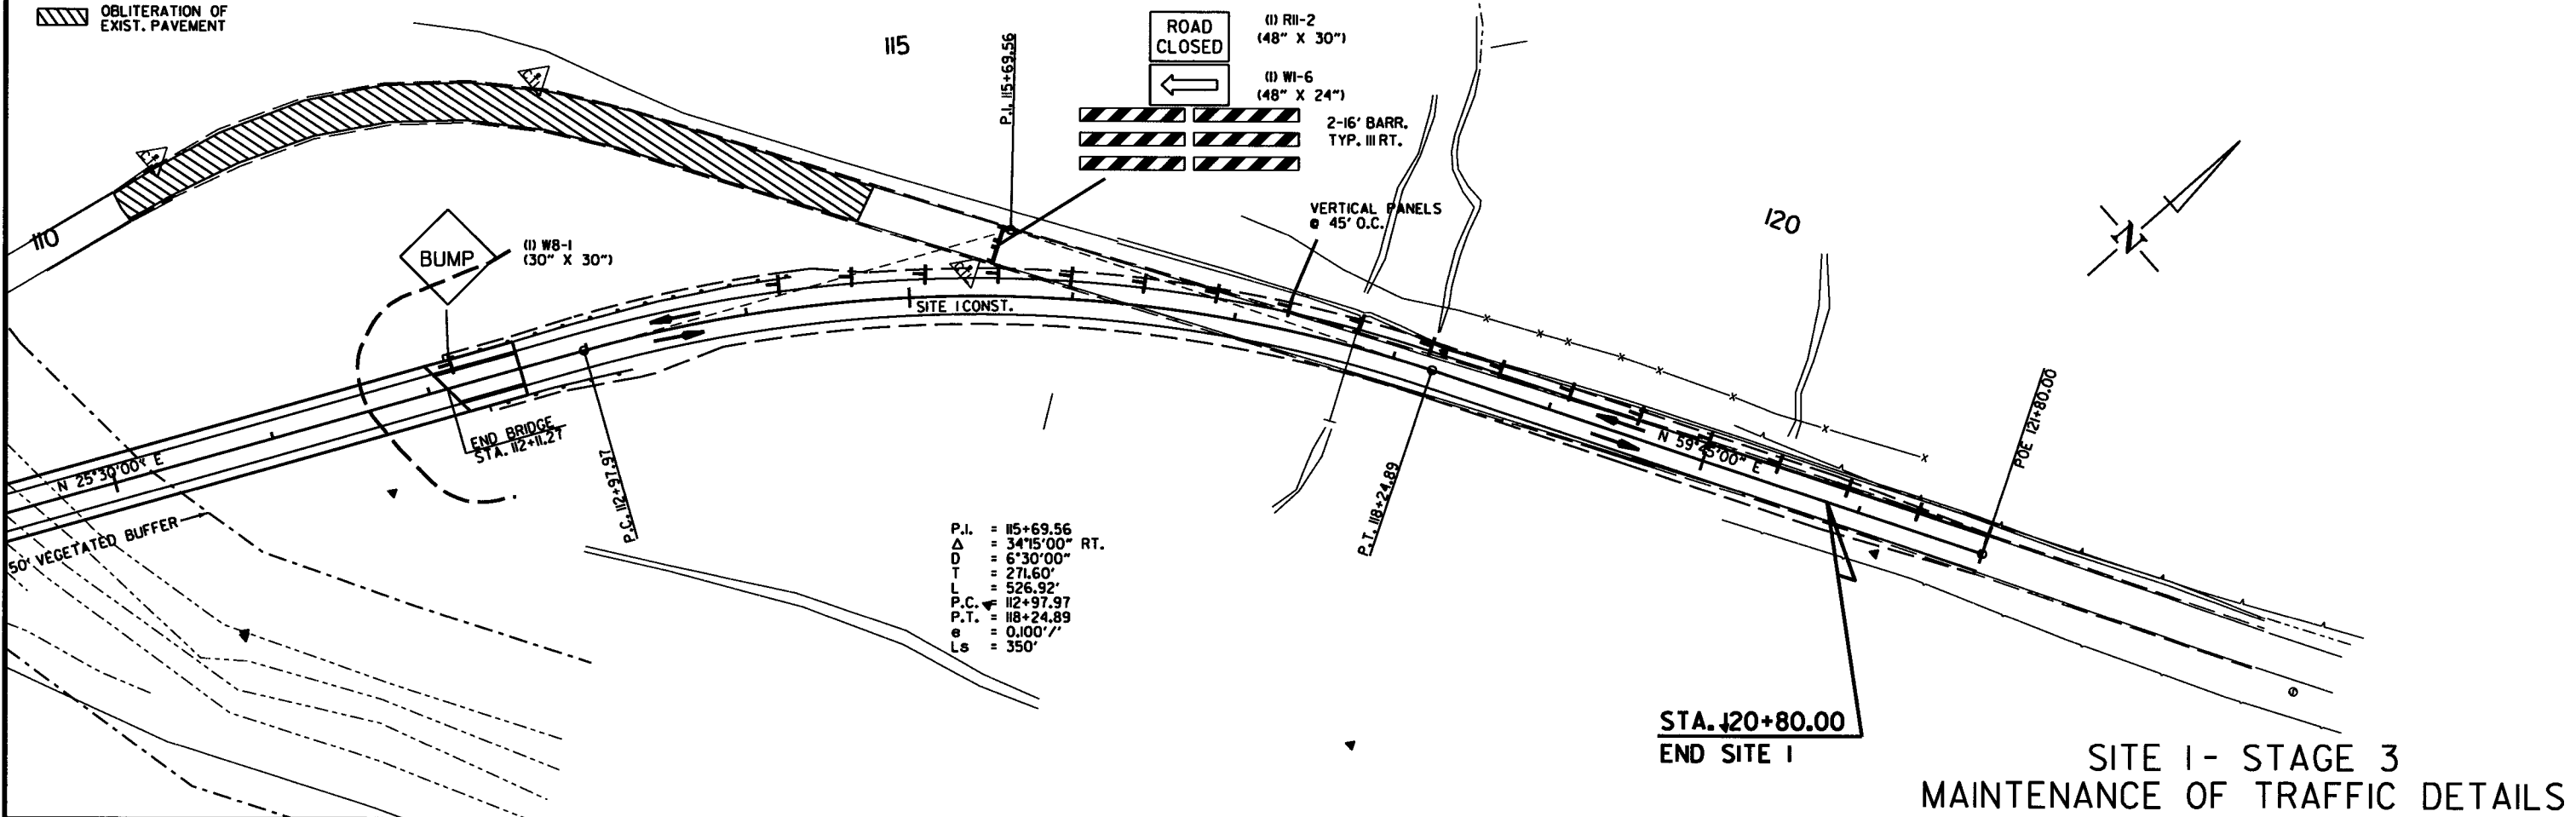 OBLITERATION OF
EXIST. PAVEMENT
115
P.I. 115+69.56
ROAD
CLOSED
(1) R11-2
(48" X 30")
(1) W1-6
(48" X 24")
2-16' BARR.
TYP. III RT.
VERTICAL PANELS
@ 45' O.C.
120
N
110
BUMP
(1) W8-1
(30" X 30")
SITE 1 CONST.
END BRIDGE
STA. 112+11.27
N 25°30'00" E
50' VEGETATED BUFFER
P.C. 112+97.97
P.T. 118+24.89
N 59°45'00" E
POE 121+80.00
P.I. = 115+69.56
Δ = 34°15'00" RT.
D = 6°30'00"
T = 271.60'
L = 526.92'
P.C. = 112+97.97
P.T. = 118+24.89
e = 0.100'/'
Ls = 350'
STA. 120+80.00
END SITE 1
SITE 1 - STAGE 3
MAINTENANCE OF TRAFFIC DETAILS